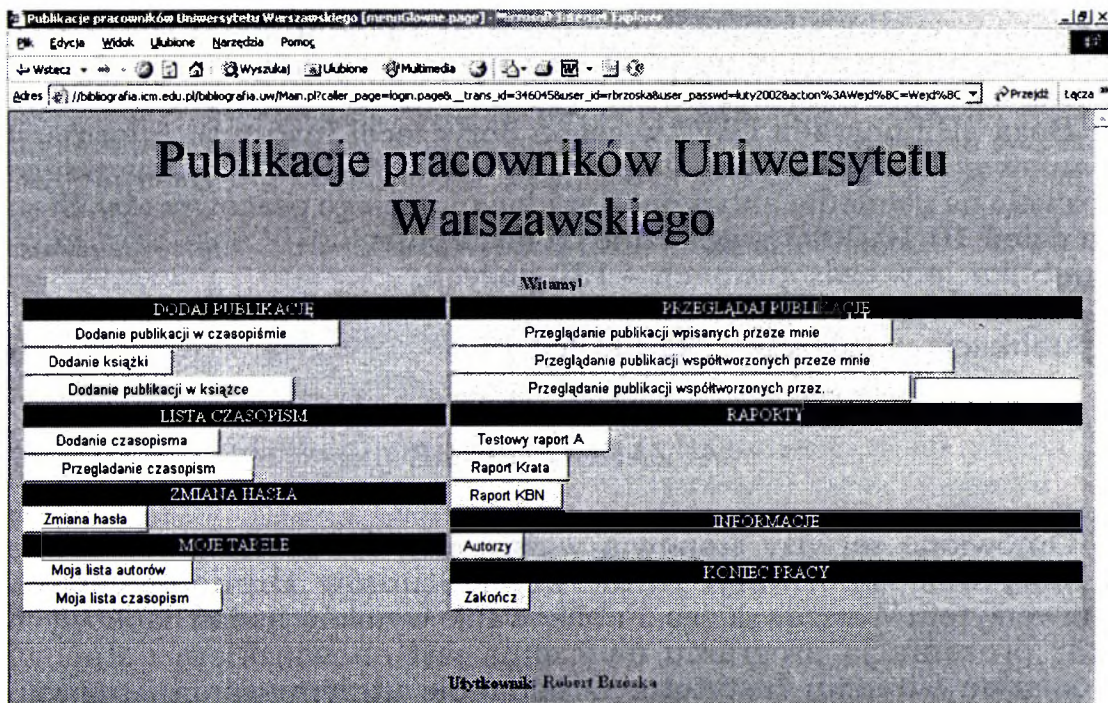 Publikacje pracowników Uniwersytetu Warszawskiego [menuGlowne.page] - Microsoft Internet Explorer
Plik Edycja Widok Ulubione Narzędzia Pomoc
Wstecz Wyszukaj Ulubione Multimedia
Adres //bibliografia.icm.edu.pl/bibliografia.uw/Main.pl?caller_page=login.page&__trans_id=346045&user_id=rbrzoska&user_passwd=luty2002&action%3AWejd%BC=Wejd%BC Przejdź Łącza »
Publikacje pracowników Uniwersytetu
Warszawskiego
Witamy!
DODAJ PUBLIKACJĘ
Dodanie publikacji w czasopiśmie
Dodanie książki
Dodanie publikacji w książce
LISTA CZASOPISM
Dodanie czasopisma
Przegladanie czasopism
ZMIANA HASŁA
Zmiana hasła
MOJE TABELE
Moja lista autorów
Moja lista czasopism
PRZEGLĄDAJ PUBLIKACJE
Przeglądanie publikacji wpisanych przeze mnie
Przeglądanie publikacji współtworzonych przeze mnie
Przeglądanie publikacji współtworzonych przez...
RAPORTY
Testowy raport A
Raport Krata
Raport KBN
INFORMACJE
Autorzy
KONIEC PRACY
Zakończ
Użytkownik: Robert Brzoska